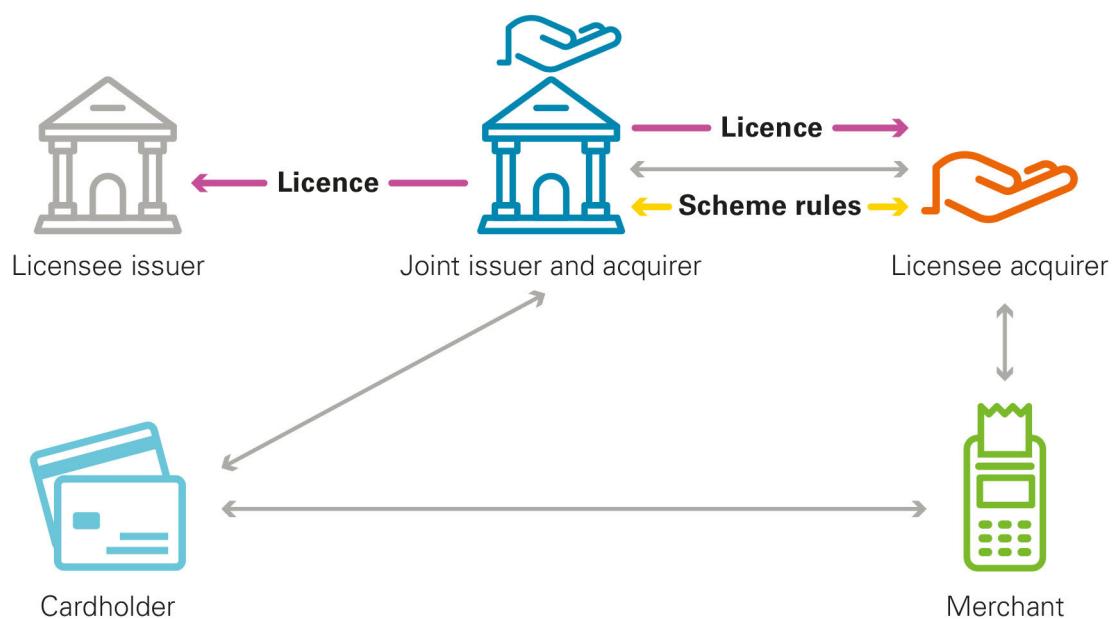 Licence
Licence
Scheme rules
Licensee issuer
Joint issuer and acquirer
Licensee acquirer
Cardholder
Merchant